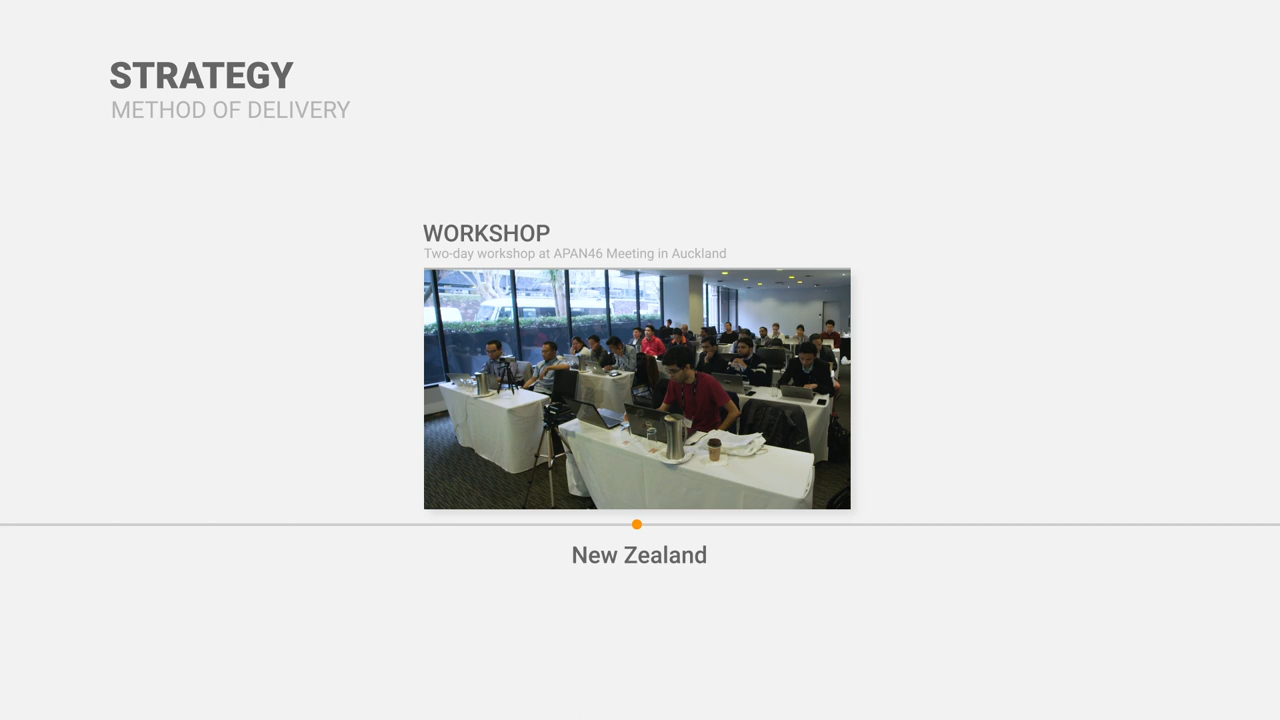 STRATEGY
METHOD OF DELIVERY
WORKSHOP
Two-day workshop at APAN46 Meeting in Auckland
New Zealand